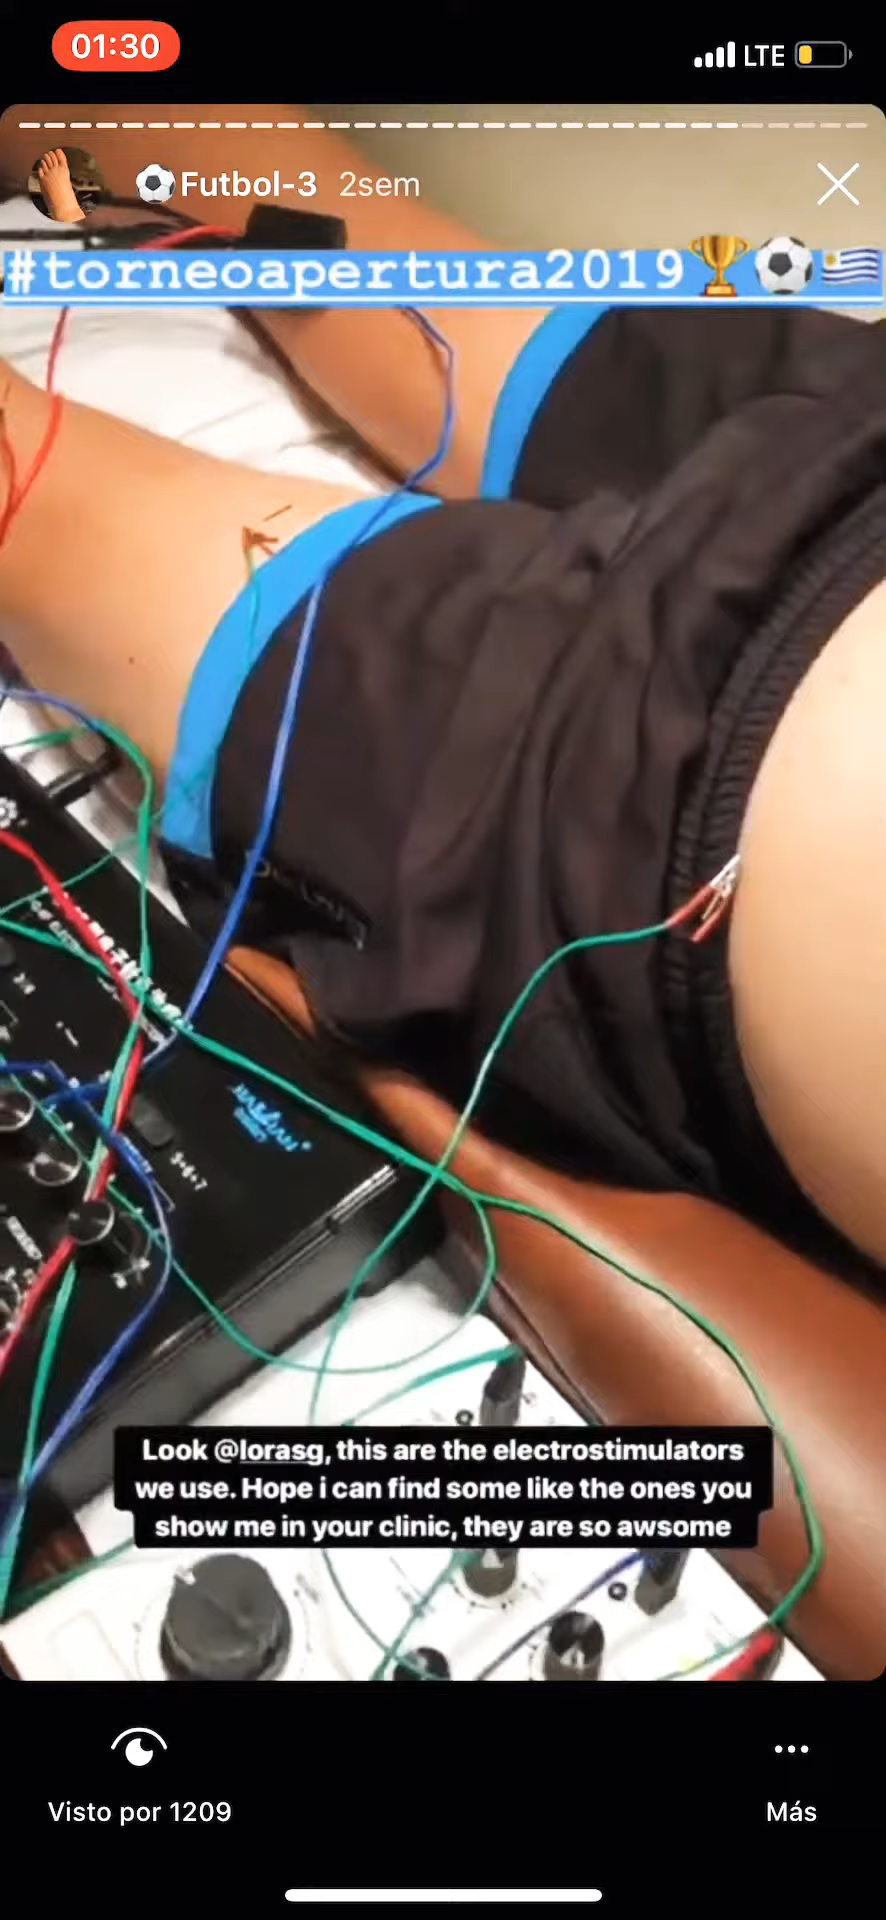 01:30
LTE
Futbol-3 2sem
#torneoapertura2019
Look @lorasg, this are the electrostimulators
we use. Hope i can find some like the ones you
show me in your clinic, they are so awsome
Visto por 1209
Más